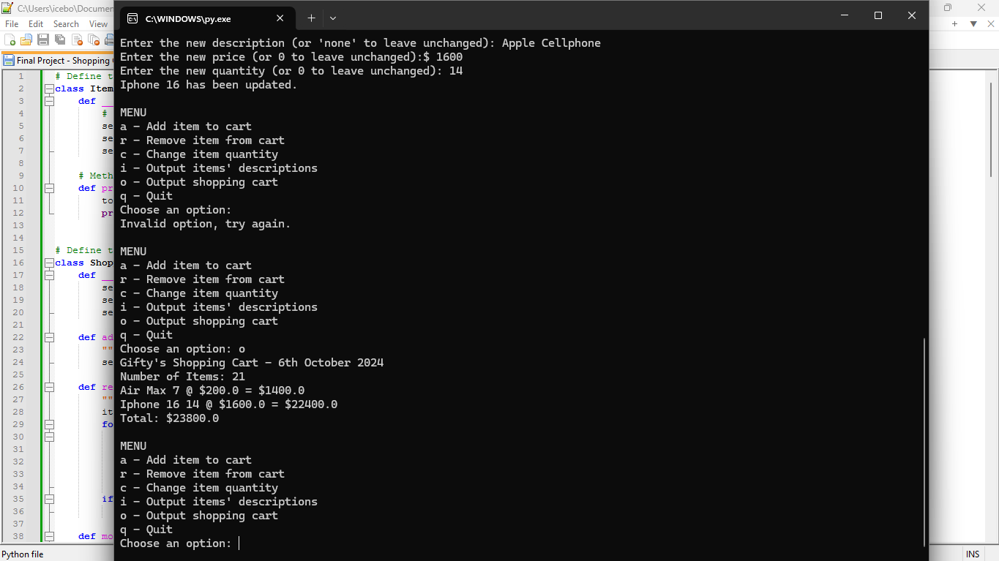 C:\Users\icebo\Documen
C:\WINDOWS\py.exe
File Edit Search View
Final Project - Shopping
Enter the new description (or 'none' to leave unchanged): Apple Cellphone
Enter the new price (or 0 to leave unchanged):$ 1600
Enter the new quantity (or 0 to leave unchanged): 14
Iphone 16 has been updated.
MENU
a - Add item to cart
r - Remove item from cart
c - Change item quantity
i - Output items' descriptions
o - Output shopping cart
q - Quit
Choose an option:
Invalid option, try again.
MENU
a - Add item to cart
r - Remove item from cart
c - Change item quantity
i - Output items' descriptions
o - Output shopping cart
q - Quit
Choose an option: o
Gifty's Shopping Cart - 6th October 2024
Number of Items: 21
Air Max 7 @ $200.0 = $1400.0
Iphone 16 14 @ $1600.0 = $22400.0
Total: $23800.0
MENU
a - Add item to cart
r - Remove item from cart
c - Change item quantity
i - Output items' descriptions
o - Output shopping cart
q - Quit
Choose an option:
1 # Define t
2 class Item
3 def __
4 #
5 se
6 se
7 se
8
9 # Meth
10 def pr
11 to
12 pr
13
14
15 # Define t
16 class Shop
17 def __
18 se
19 se
20 se
21
22 def ad
23 ""
24 se
25
26 def re
27 ""
28 it
29 fo
30
31
32
33
34
35 if
36
37
38 def mo
Python file
INS